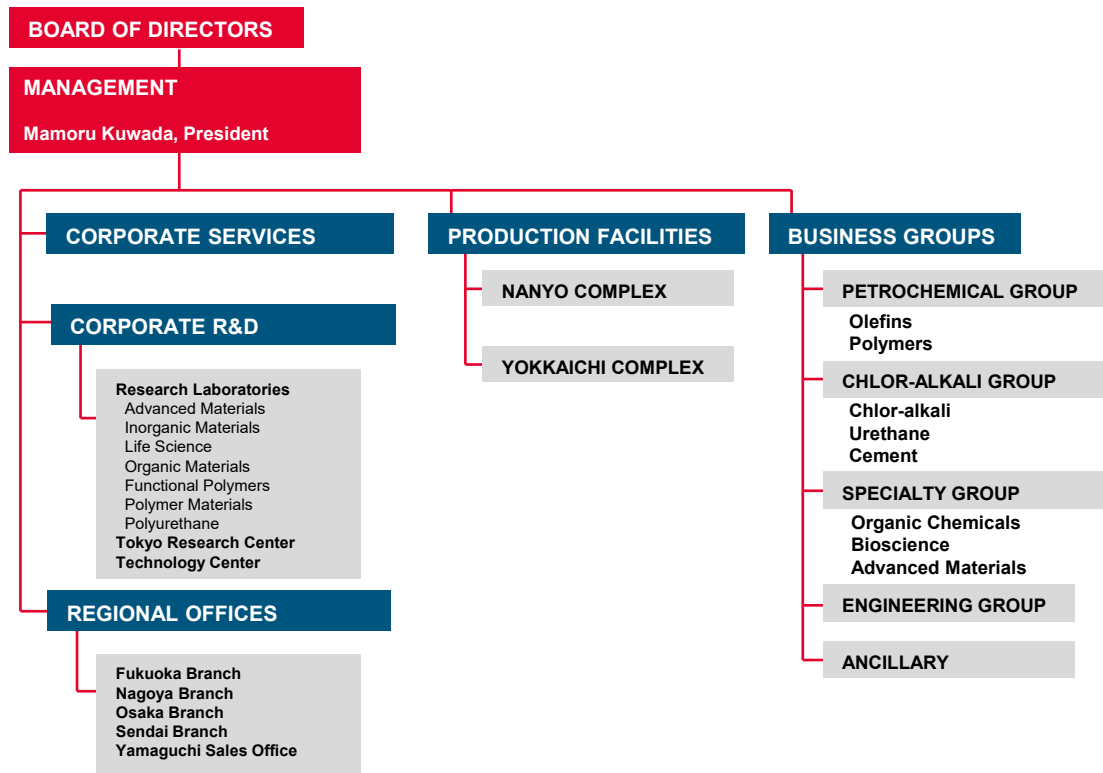 BOARD OF DIRECTORS
MANAGEMENT
Mamoru Kuwada, President
CORPORATE SERVICES
CORPORATE R&D
Research Laboratories
Advanced Materials
Inorganic Materials
Life Science
Organic Materials
Functional Polymers
Polymer Materials
Polyurethane
Tokyo Research Center
Technology Center
REGIONAL OFFICES
Fukuoka Branch
Nagoya Branch
Osaka Branch
Sendai Branch
Yamaguchi Sales Office
PRODUCTION FACILITIES
NANYO COMPLEX
YOKKAICHI COMPLEX
BUSINESS GROUPS
PETROCHEMICAL GROUP
Olefins
Polymers
CHLOR-ALKALI GROUP
Chlor-alkali
Urethane
Cement
SPECIALTY GROUP
Organic Chemicals
Bioscience
Advanced Materials
ENGINEERING GROUP
ANCILLARY